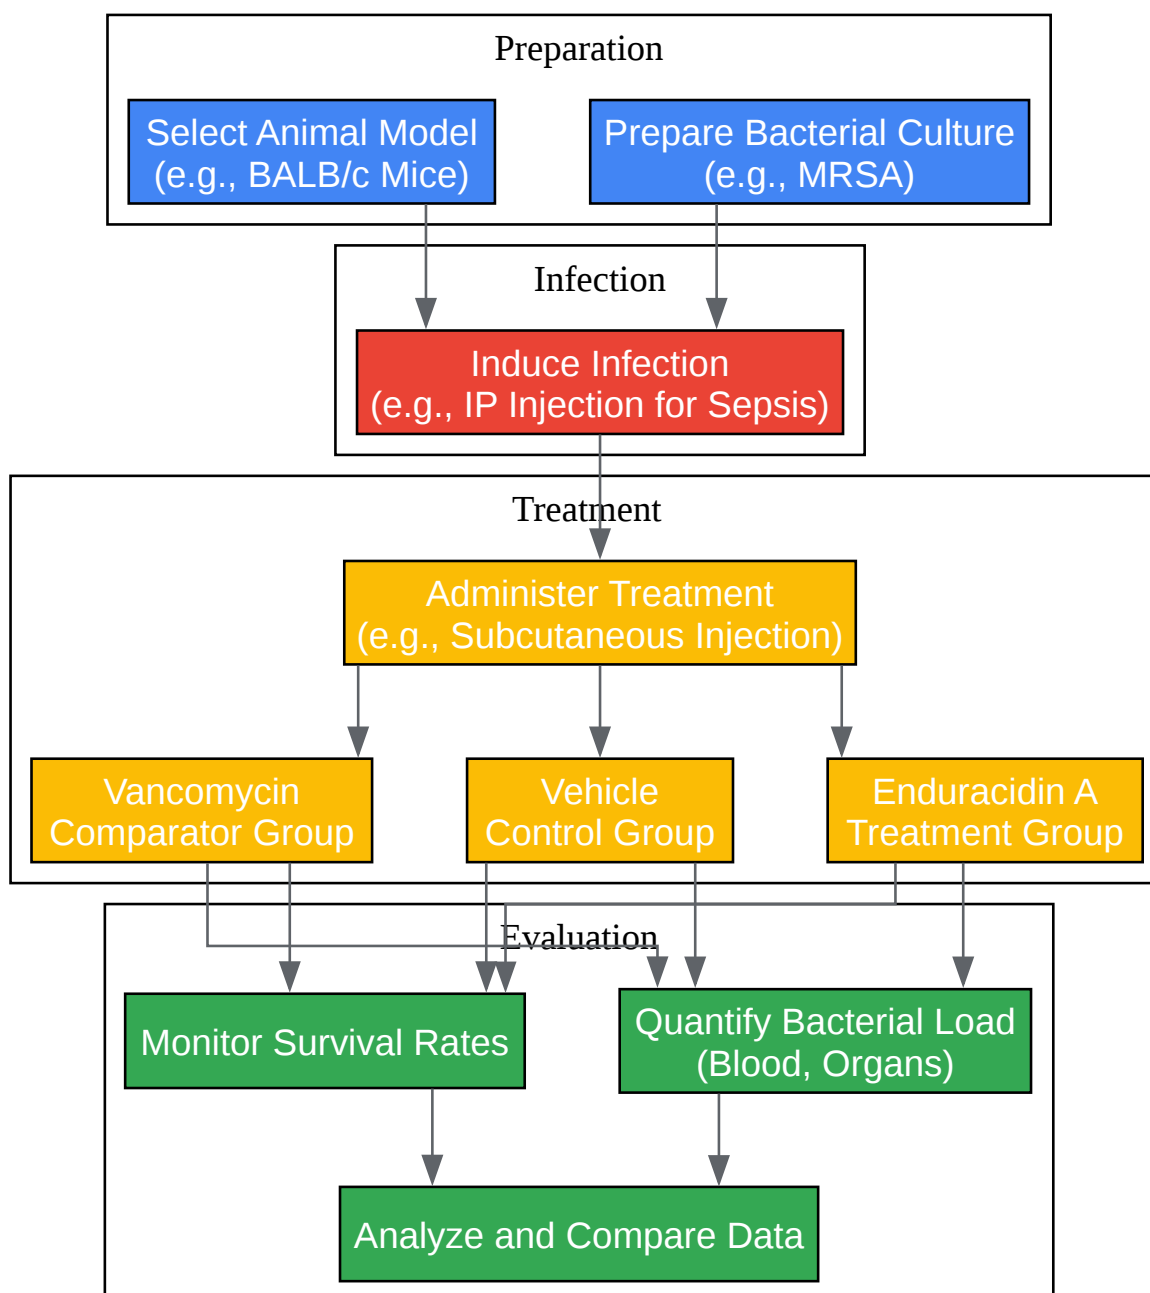 Preparation
Select Animal Model
(e.g., BALB/c Mice)
Prepare Bacterial Culture
(e.g., MRSA)
Infection
Induce Infection
(e.g., IP Injection for Sepsis)
Treatment
Administer Treatment
(e.g., Subcutaneous Injection)
Vancomycin
Comparator Group
Vehicle
Control Group
Enduracidin A
Treatment Group
Evaluation
Monitor Survival Rates
Quantify Bacterial Load
(Blood, Organs)
Analyze and Compare Data